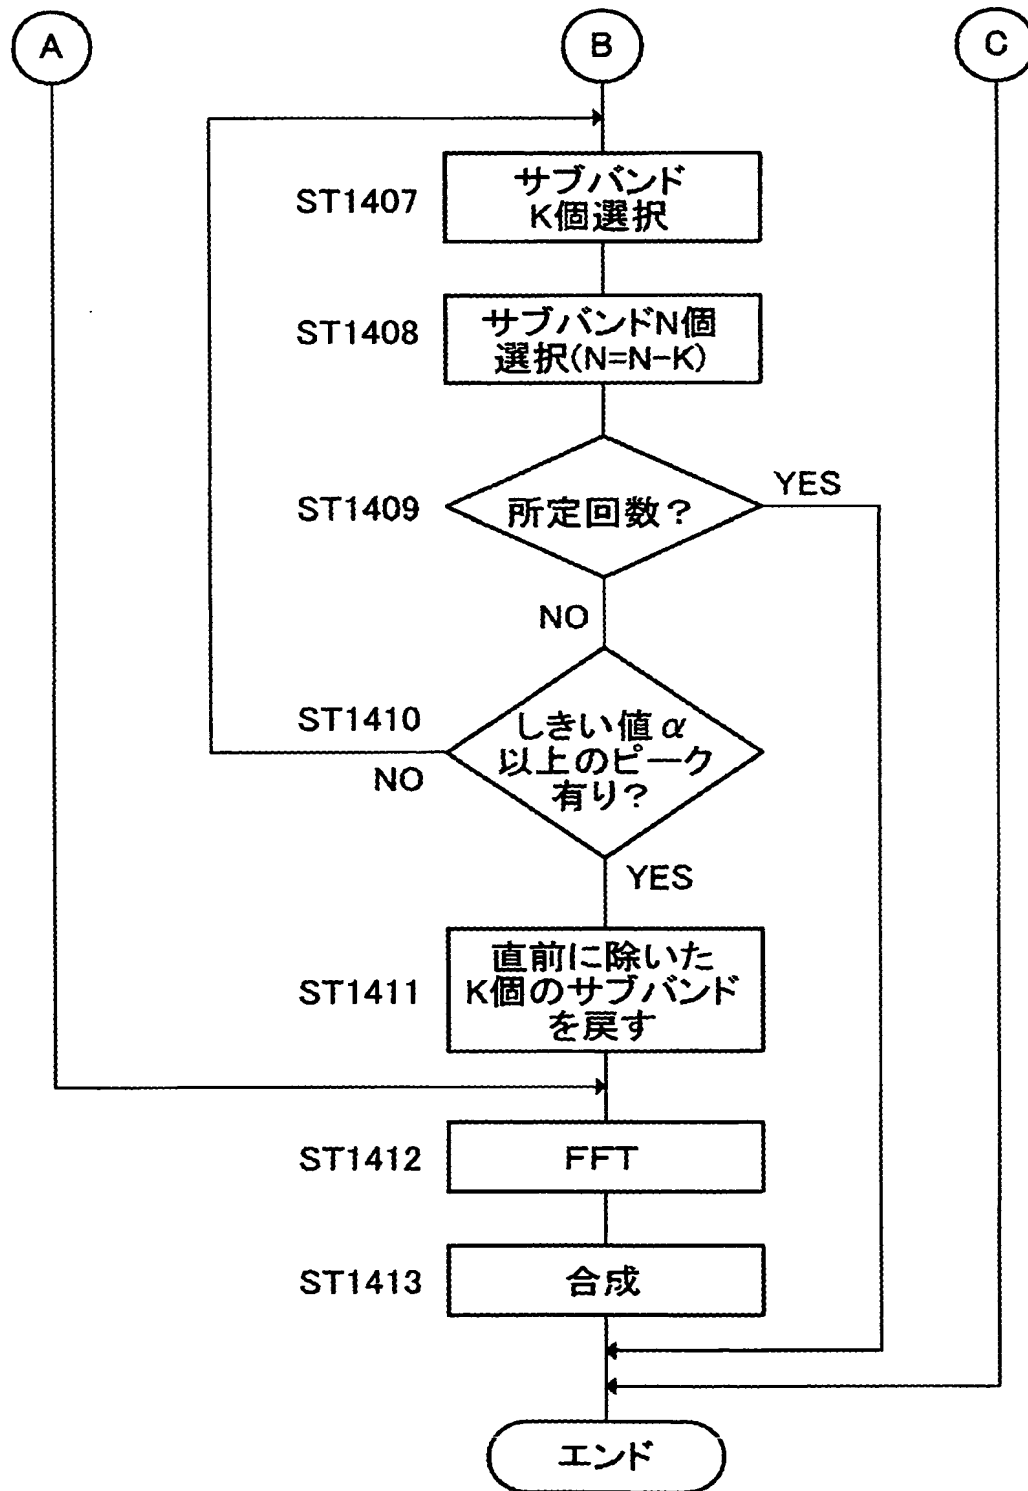 A
B
C
ST1407
サブバンド
K個選択
ST1408
サブバンドN個
選択(N=N-K)
ST1409
所定回数?
YES
NO
ST1410
しきい値α
以上のピーク
有り?
NO
YES
ST1411
直前に除いた
K個のサブバンド
を戻す
ST1412
FFT
ST1413
合成
エンド